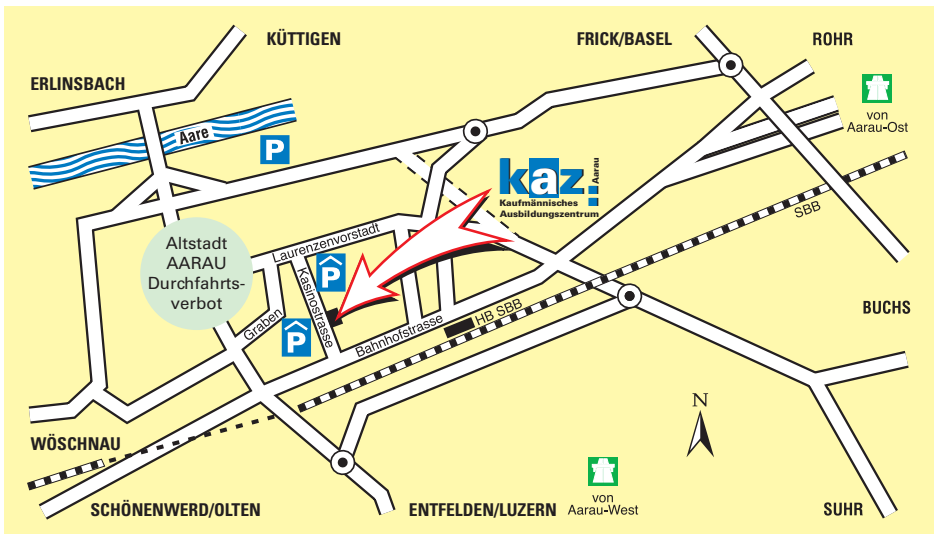 KÜTTIGEN
FRICK/BASEL
ROHR
ERLINSBACH
von
Aarau-Ost
Aare
P
kaz:
Aarau
Kaufmännisches
Ausbildungszentrum
SBB
Altstadt
AARAU
Durchfahrts-
verbot
Laurenzenvorstadt
P
Kasinostrasse
BUCHS
Graben
P
Bahnhofstrasse
HB SBB
N
WÖSCHNAU
von
Aarau-West
SCHÖNENWERD/OLTEN
ENTFELDEN/LUZERN
SUHR